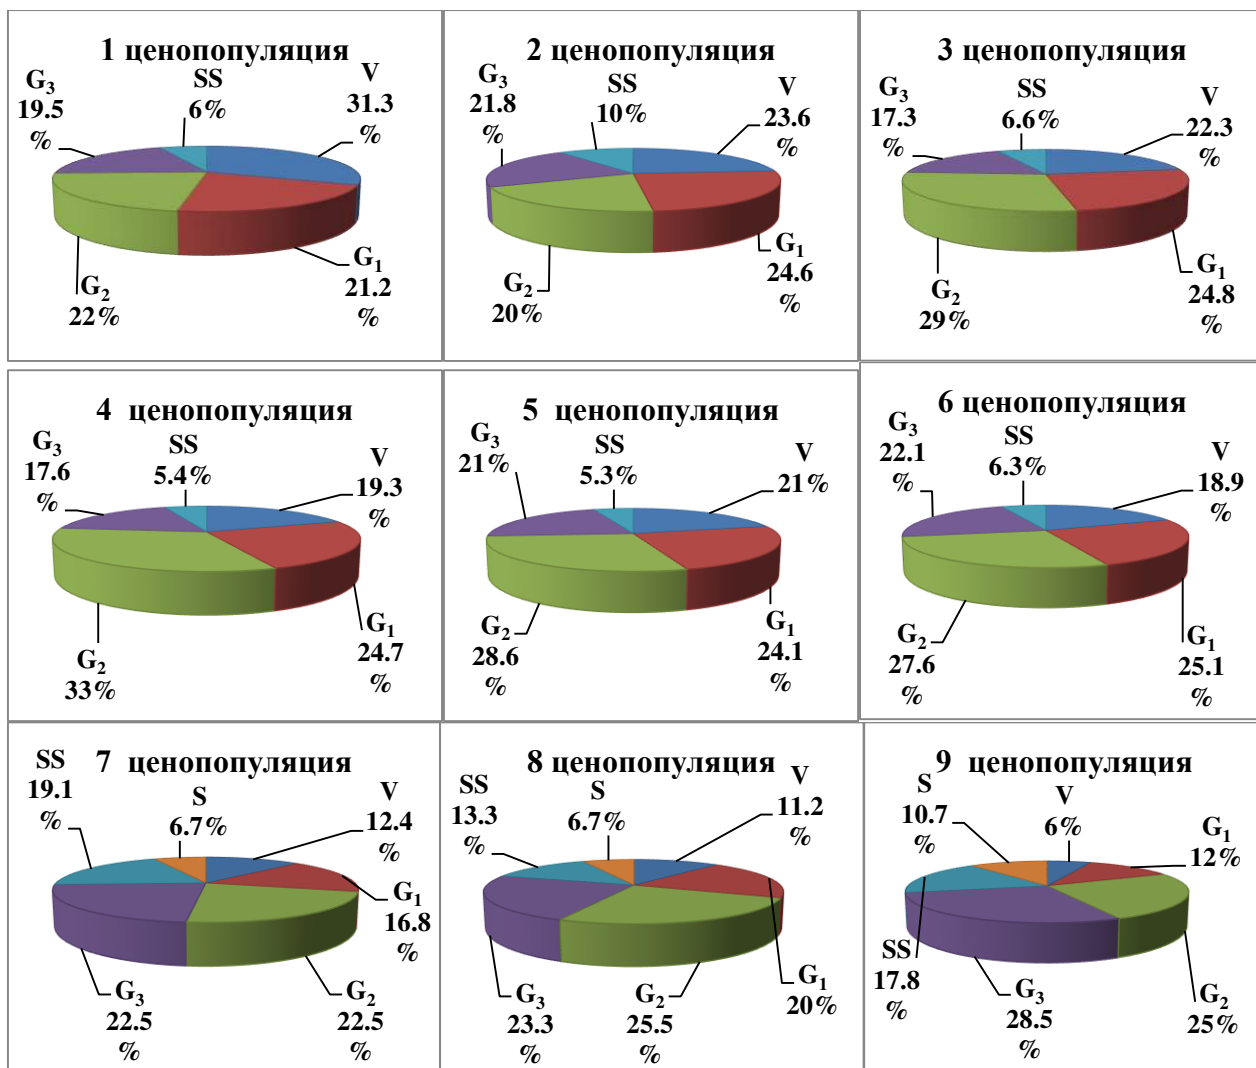 1 ценопопуляция
G₃
19.5
%
SS
6%
V
31.3
%
G₂
22%
G₁
21.2
%
2 ценопопуляция
G₃
21.8
%
SS
10%
V
23.6
%
G₂
20%
G₁
24.6
%
3 ценопопуляция
G₃
17.3
%
SS
6.6%
V
22.3
%
G₂
29%
G₁
24.8
%
4 ценопопуляция
G₃
17.6
%
SS
5.4%
V
19.3
%
G₂
33%
G₁
24.7
%
5 ценопопуляция
G₃
21%
SS
5.3%
V
21%
G₂
28.6
%
G₁
24.1
%
6 ценопопуляция
G₃
22.1
%
SS
6.3%
V
18.9
%
G₂
27.6
%
G₁
25.1
%
7 ценопопуляция
SS
19.1
%
S
6.7%
V
12.4
%
G₁
16.8
%
G₃
22.5
%
G₂
22.5
%
8 ценопопуляция
SS
13.3
%
S
6.7%
V
11.2
%
G₃
23.3
%
G₂
25.5
%
G₁
20%
9 ценопопуляция
S
10.7
%
V
6%
G₁
12%
SS
17.8
%
G₃
28.5
%
G₂
25%